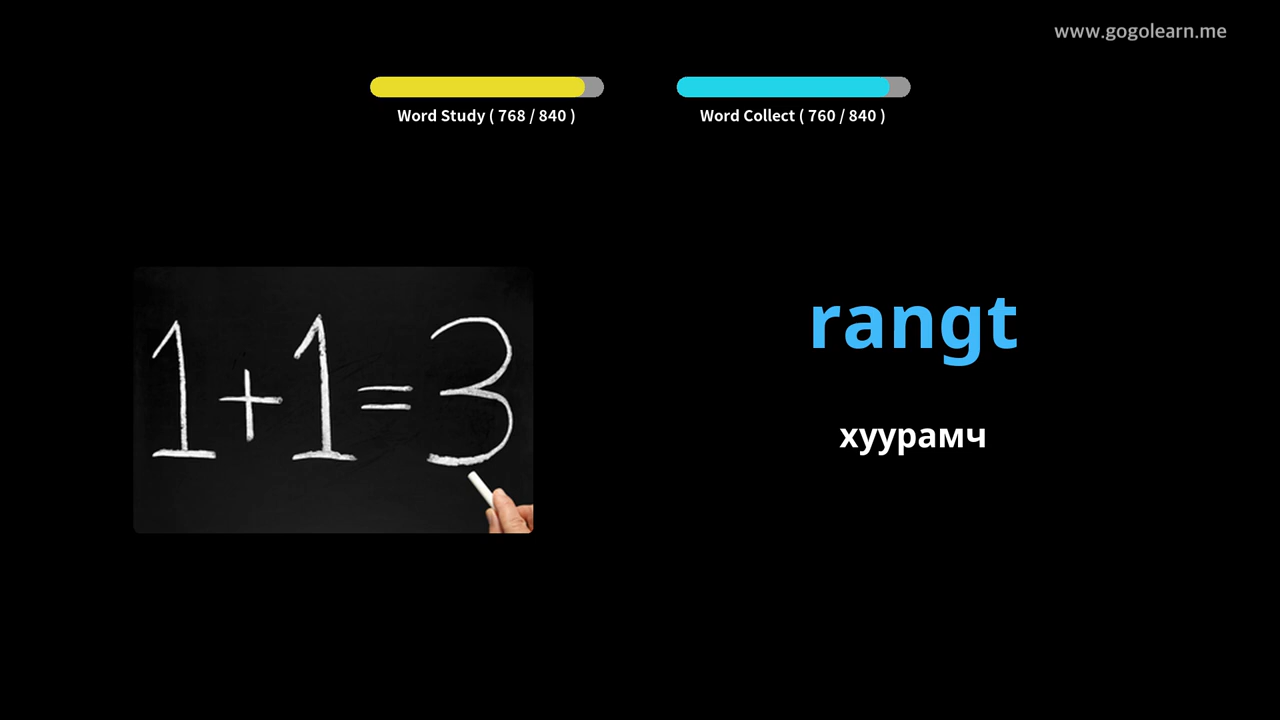 www.gogolearn.me
Word Study ( 768 / 840 )
Word Collect ( 760 / 840 )
1+1=3
rangt
хуурамч